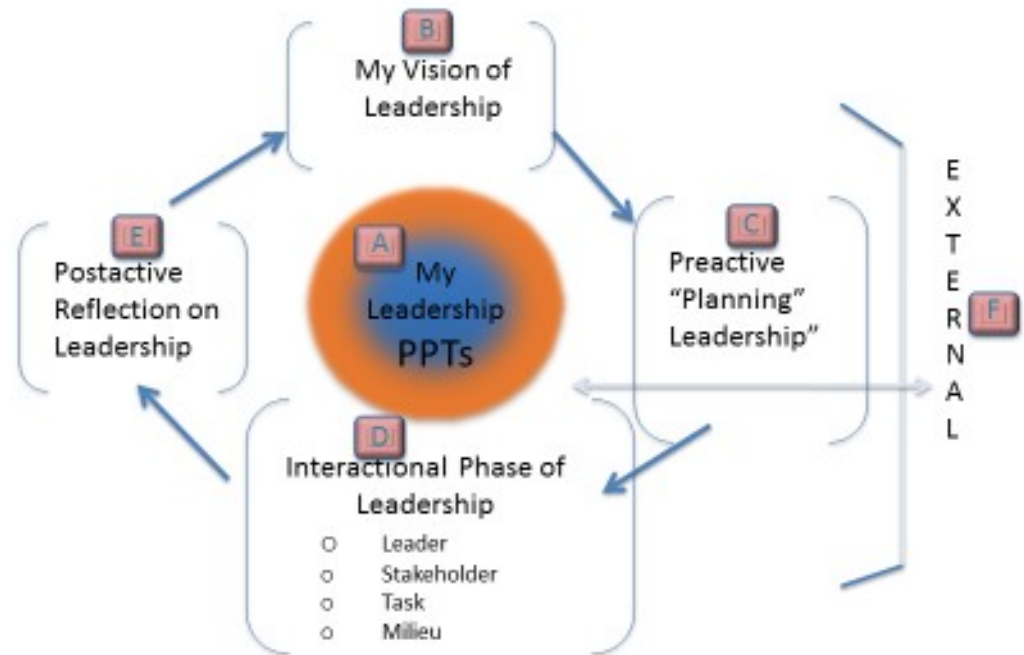 B
My Vision of
Leadership
E
Postactive
Reflection on
Leadership
A
My
Leadership
PPTs
C
Preactive
“Planning”
Leadership”
D
Interactional Phase of
Leadership
o Leader
o Stakeholder
o Task
o Milieu
E
X
T
E
R
N
A
L
F